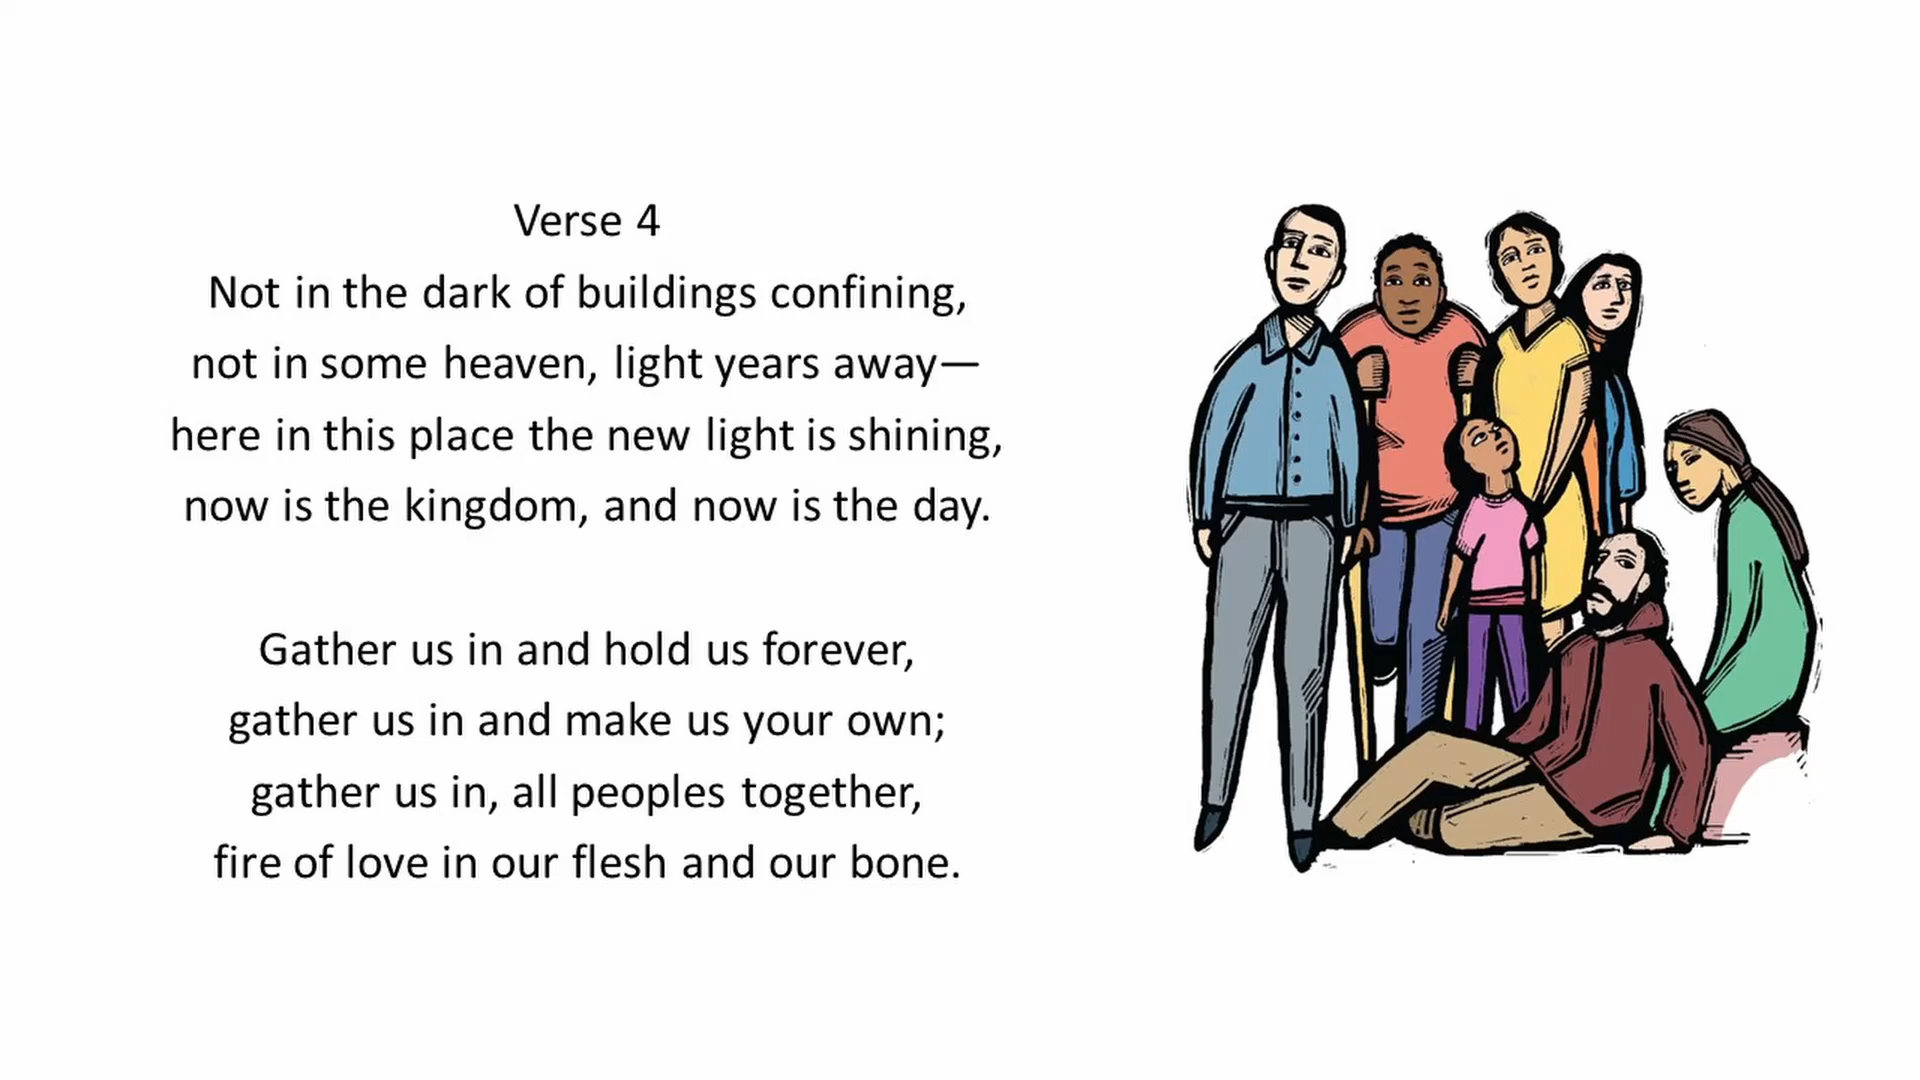 Verse 4
Not in the dark of buildings confining,
not in some heaven, light years away—
here in this place the new light is shining,
now is the kingdom, and now is the day.
Gather us in and hold us forever,
gather us in and make us your own;
gather us in, all peoples together,
fire of love in our flesh and our bone.